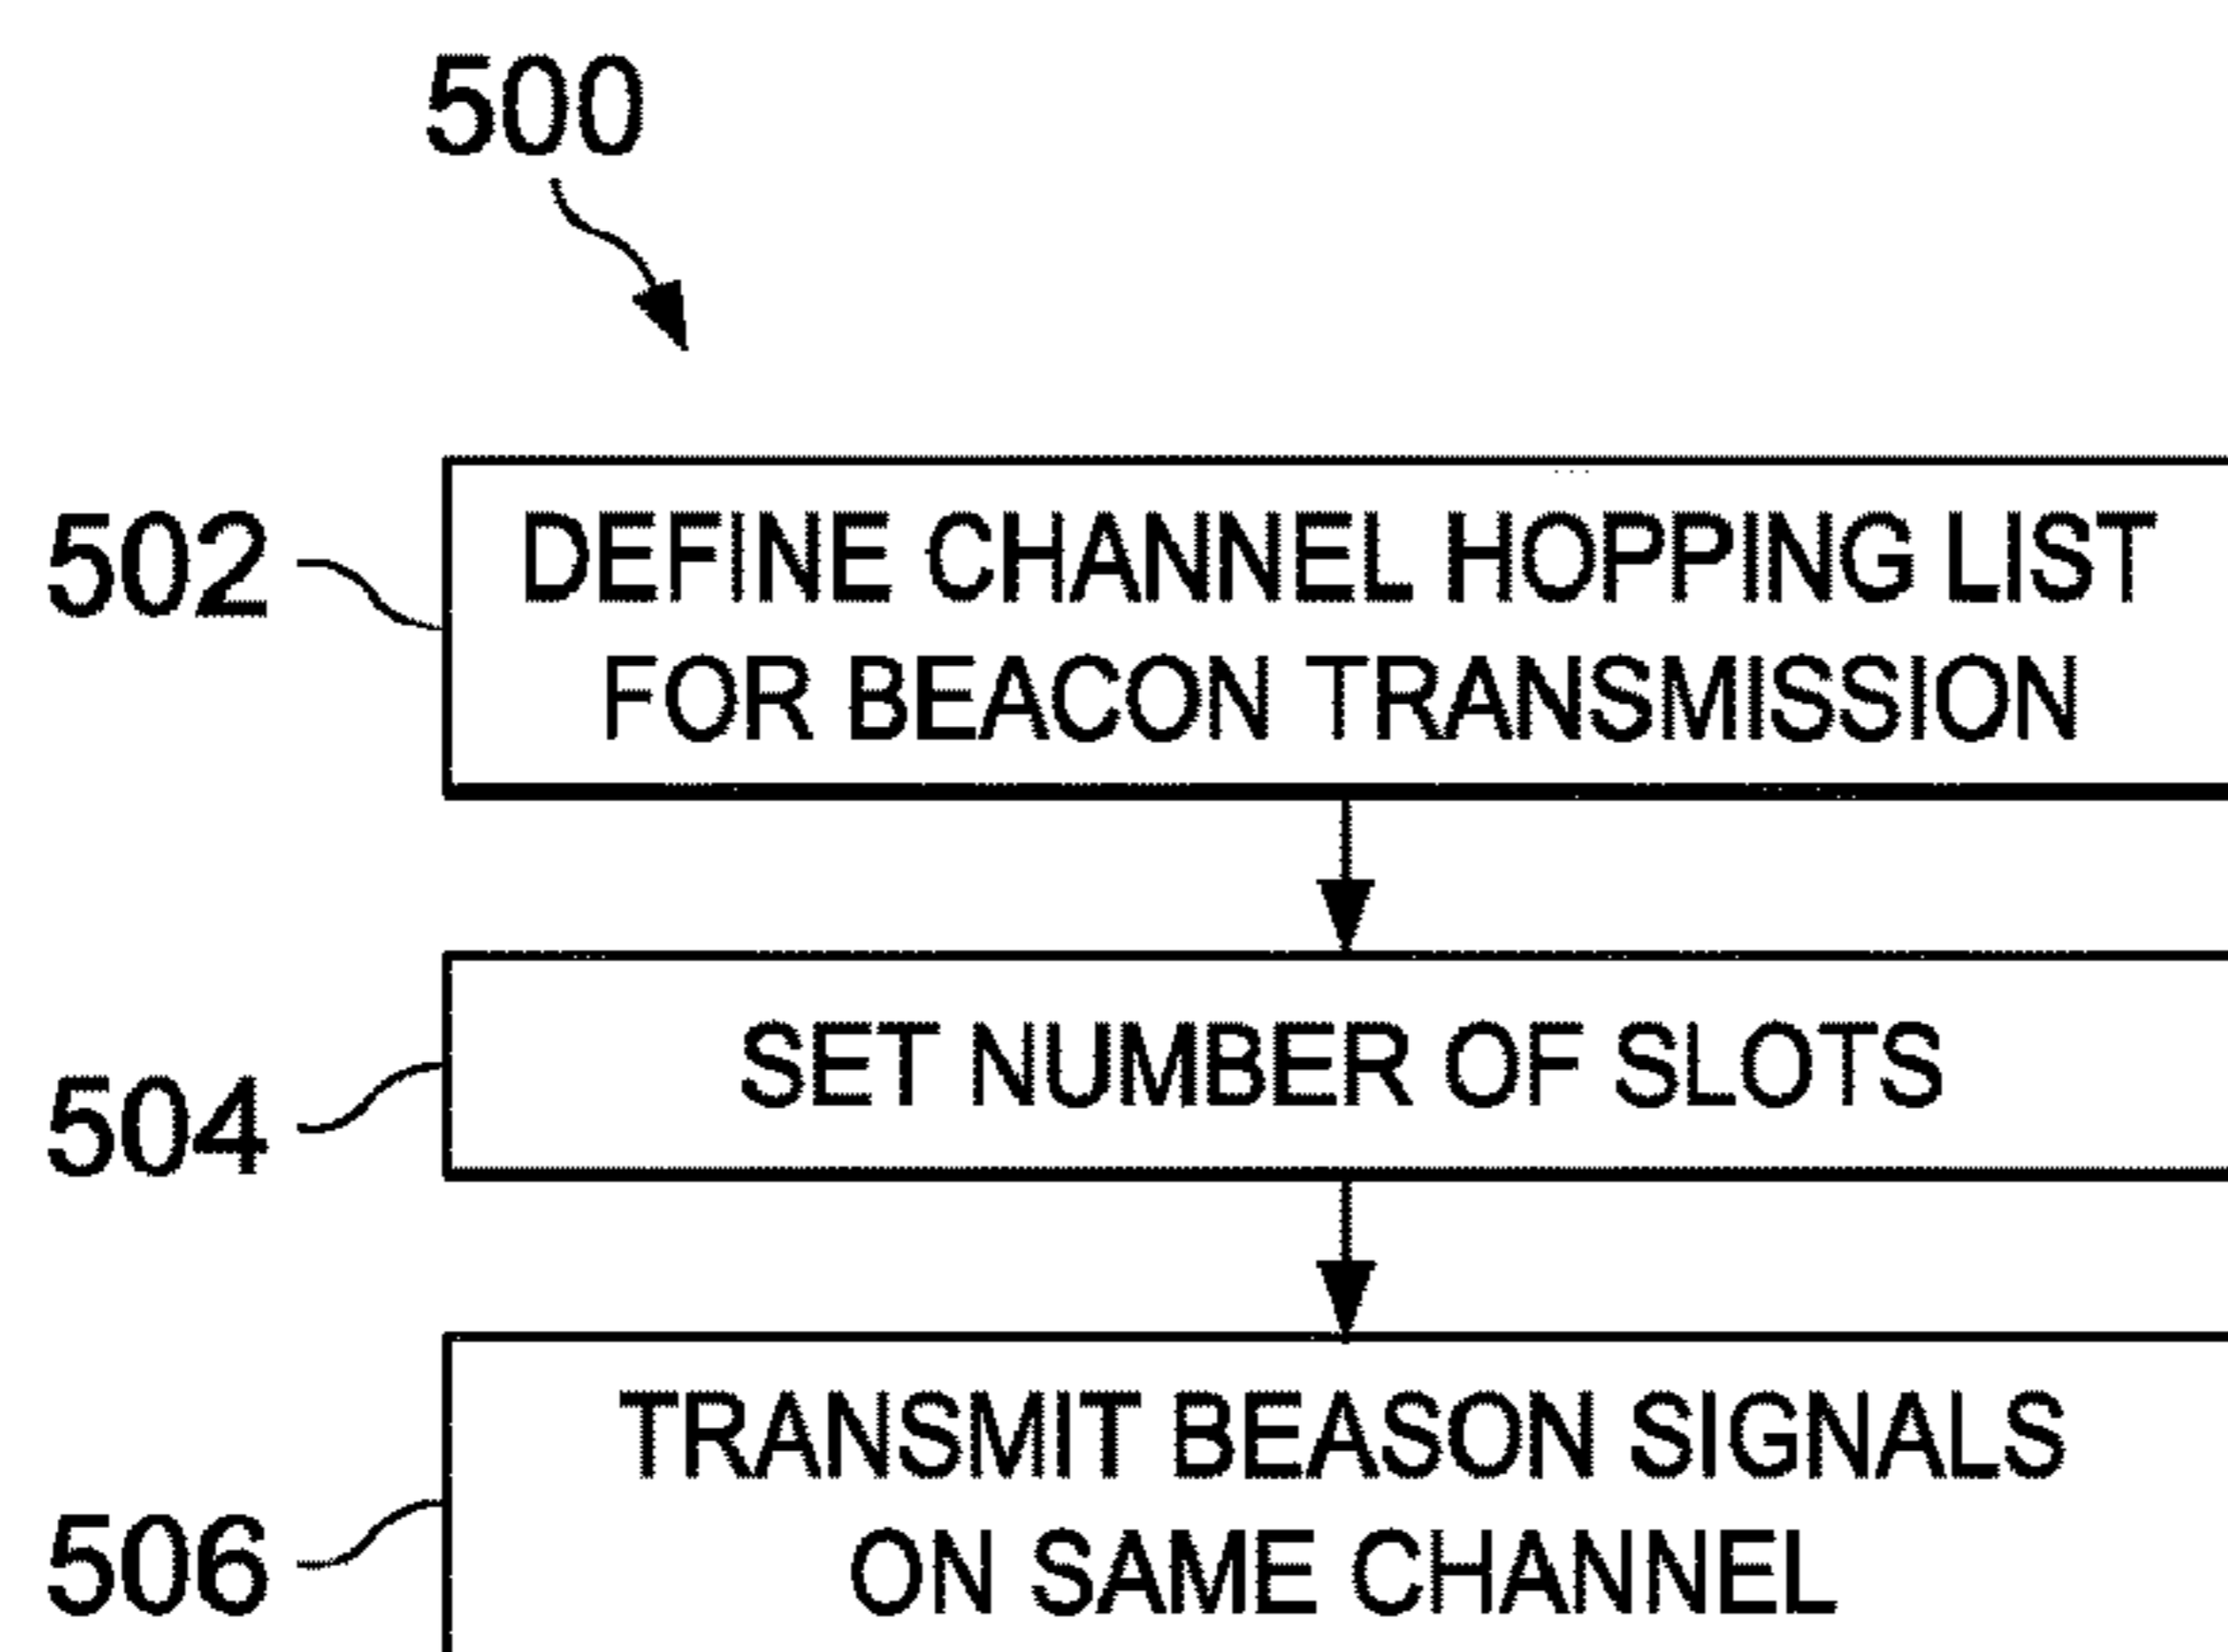 500
502
DEFINE CHANNEL HOPPING LIST
FOR BEACON TRANSMISSION
504
SET NUMBER OF SLOTS
506
TRANSMIT BEASON SIGNALS
ON SAME CHANNEL